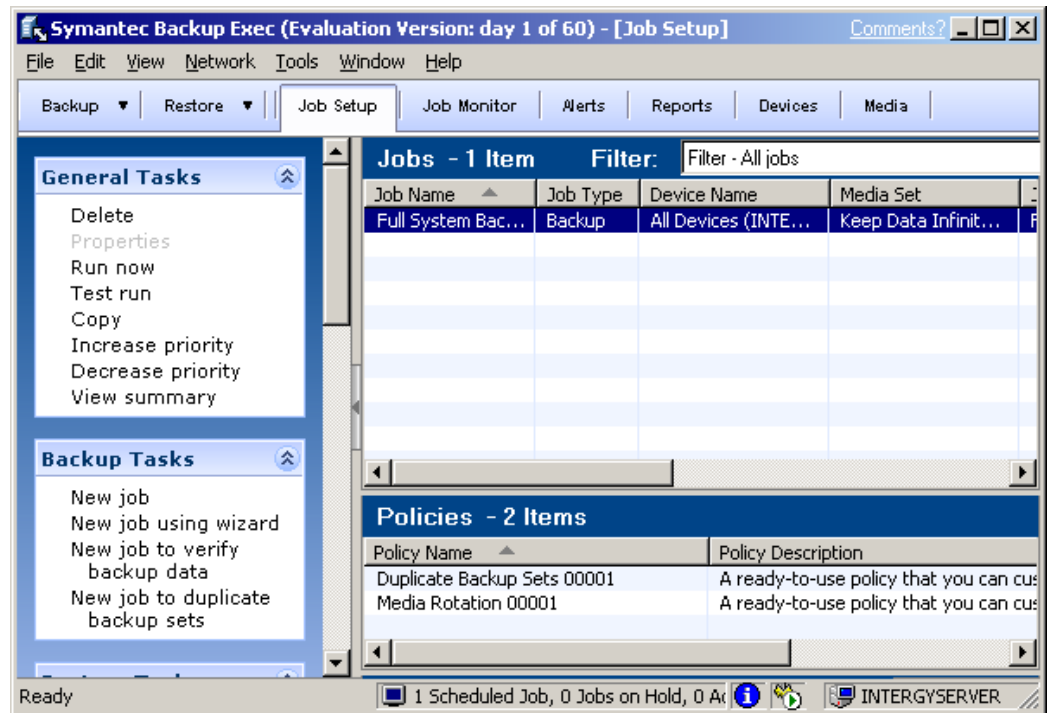 Symantec Backup Exec (Evaluation Version: day 1 of 60) - [Job Setup] Comments?
File Edit View Network Tools Window Help
Backup Restore Job Setup Job Monitor Alerts Reports Devices Media
General Tasks
Delete
Properties
Run now
Test run
Copy
Increase priority
Decrease priority
View summary
Backup Tasks
New job
New job using wizard
New job to verify
backup data
New job to duplicate
backup sets
Jobs - 1 Item Filter: Filter - All jobs
Job Name Job Type Device Name Media Set
Full System Bac... Backup All Devices (INTE... Keep Data Infinit...
Policies - 2 Items
Policy Name Policy Description
Duplicate Backup Sets 00001 A ready-to-use policy that you can cus
Media Rotation 00001 A ready-to-use policy that you can cus
Ready 1 Scheduled Job, 0 Jobs on Hold, 0 Ac INTERGYSERVER